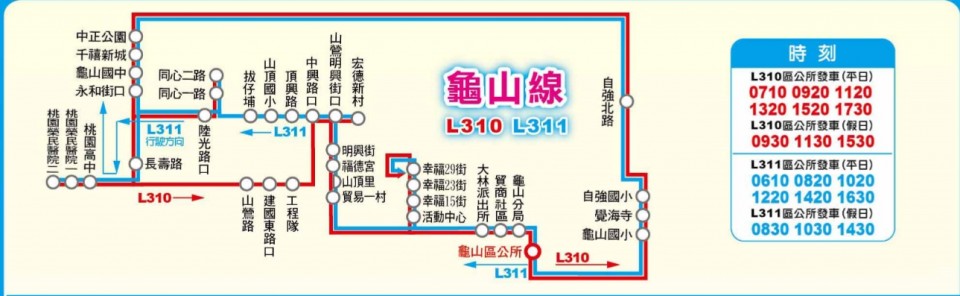 龜山線
L310 L311
中正公園
千禧新城
龜山國中
永和街口
同心二路
同心一路
拔仔埔
山頂國小
頂興路
中興路口
山鶯明興街口
宏德新村
自強北路
L311
行駛方向
L311
陸光路口
桃園榮民醫院二
桃園榮民醫院一
桃園高中
長壽路
L310
山鶯路
建國東路口
工程隊
明興街
福德宮
山頂里
貿易一村
幸福29街
幸福23街
幸福15街
活動中心
大林派出所
貿商社區
龜山分局
自強國小
覺海寺
龜山國小
龜山區公所
L311
L310
時刻
L310區公所發車(平日)
0710 0920 1120
1320 1520 1730
L310區公所發車(假日)
0930 1130 1530
L311區公所發車(平日)
0610 0820 1020
1220 1420 1630
L311區公所發車(假日)
0830 1030 1430